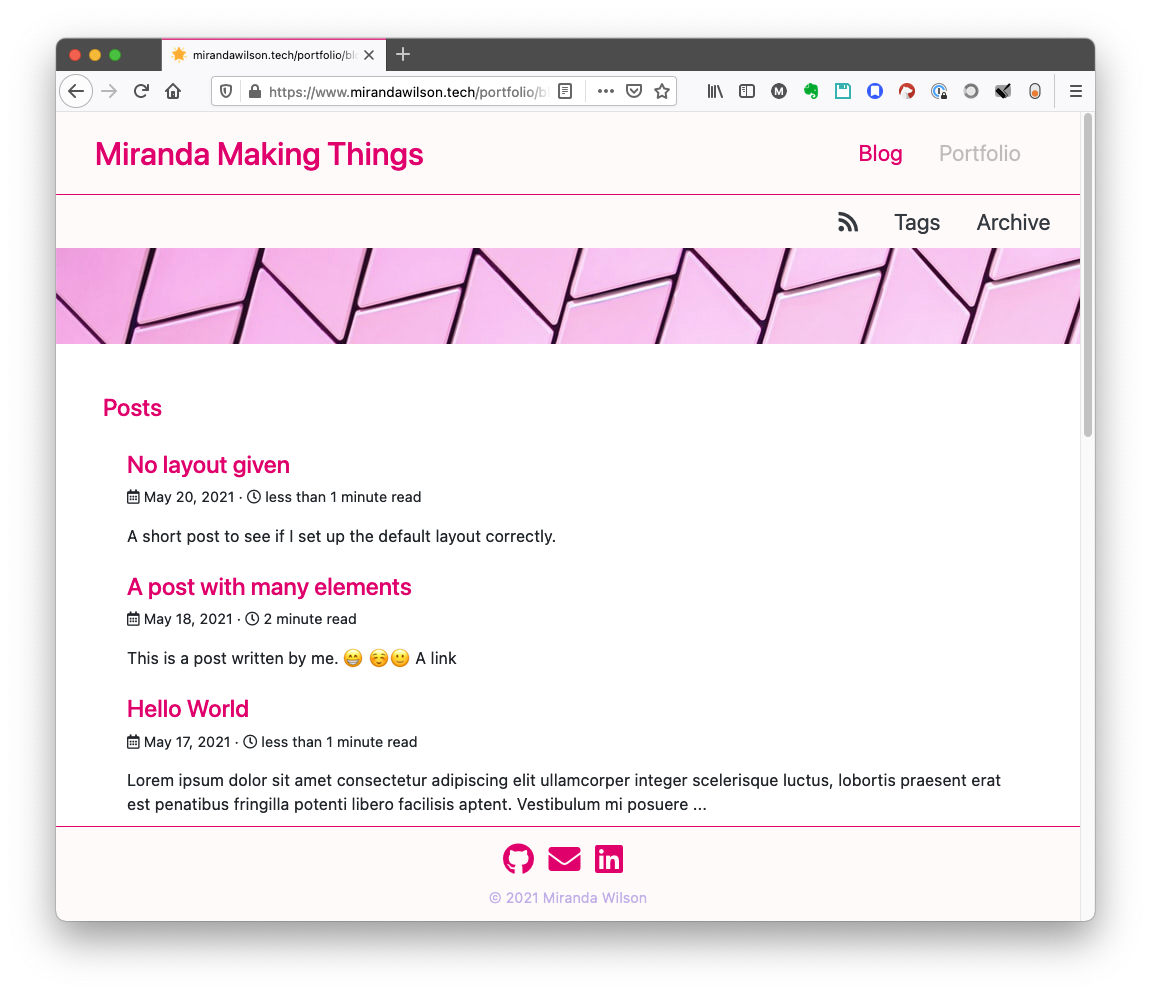 mirandawilson.tech/portfolio/bl
https://www.mirandawilson.tech/portfolio/bl
Miranda Making Things
Blog
Portfolio
Tags
Archive
Posts
No layout given
May 20, 2021 · less than 1 minute read
A short post to see if I set up the default layout correctly.
A post with many elements
May 18, 2021 · 2 minute read
This is a post written by me. 😁 ☺️🙂 A link
Hello World
May 17, 2021 · less than 1 minute read
Lorem ipsum dolor sit amet consectetur adipiscing elit ullamcorper integer scelerisque luctus, lobortis praesent erat
est penatibus fringilla potenti libero facilisis aptent. Vestibulum mi posuere ...
© 2021 Miranda Wilson